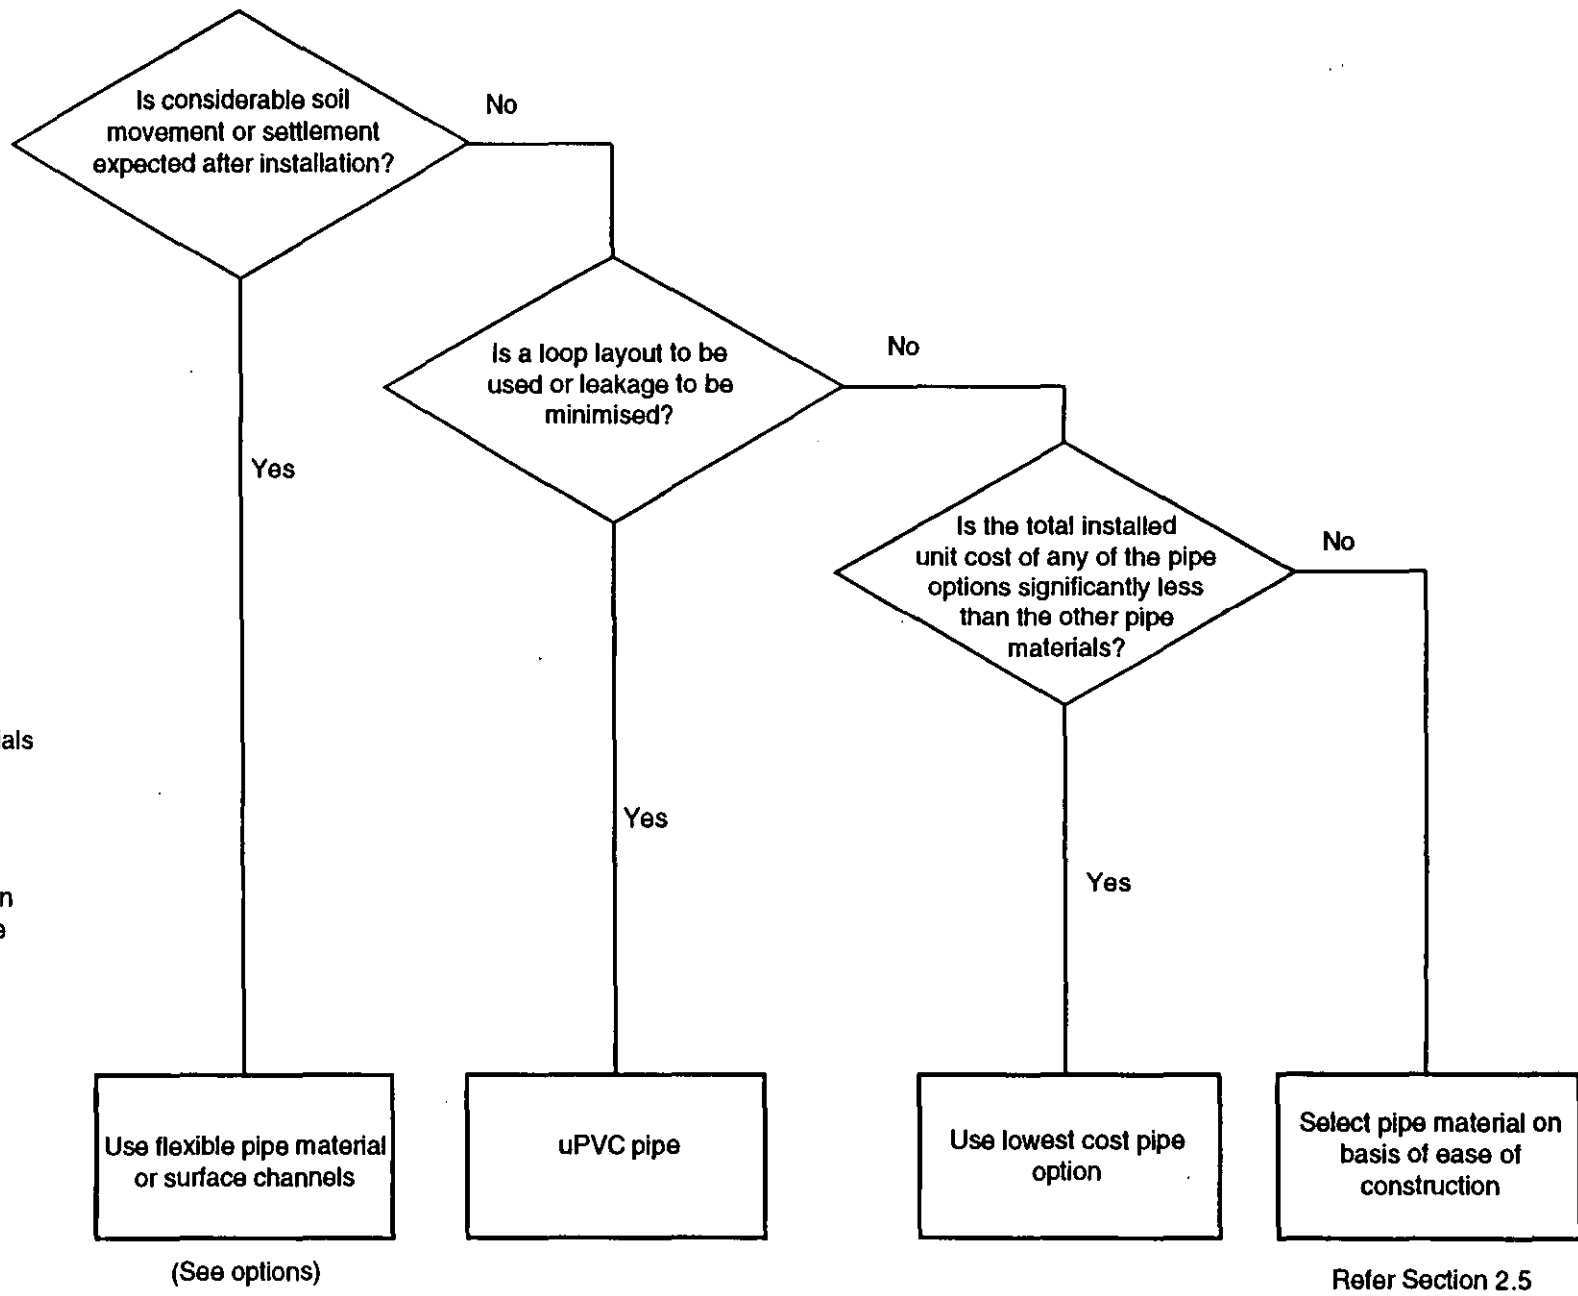 Is considerable soil
movement or settlement
expected after installation?
No
Is a loop layout to be
used or leakage to be
minimised?
No
Yes
Is the total installed
unit cost of any of the pipe
options significantly less
than the other pipe
materials?
No
ials
Yes
Yes
n
e
Use flexible pipe material
or surface channels
uPVC pipe
Use lowest cost pipe
option
Select pipe material on
basis of ease of
construction
(See options)
Refer Section 2.5